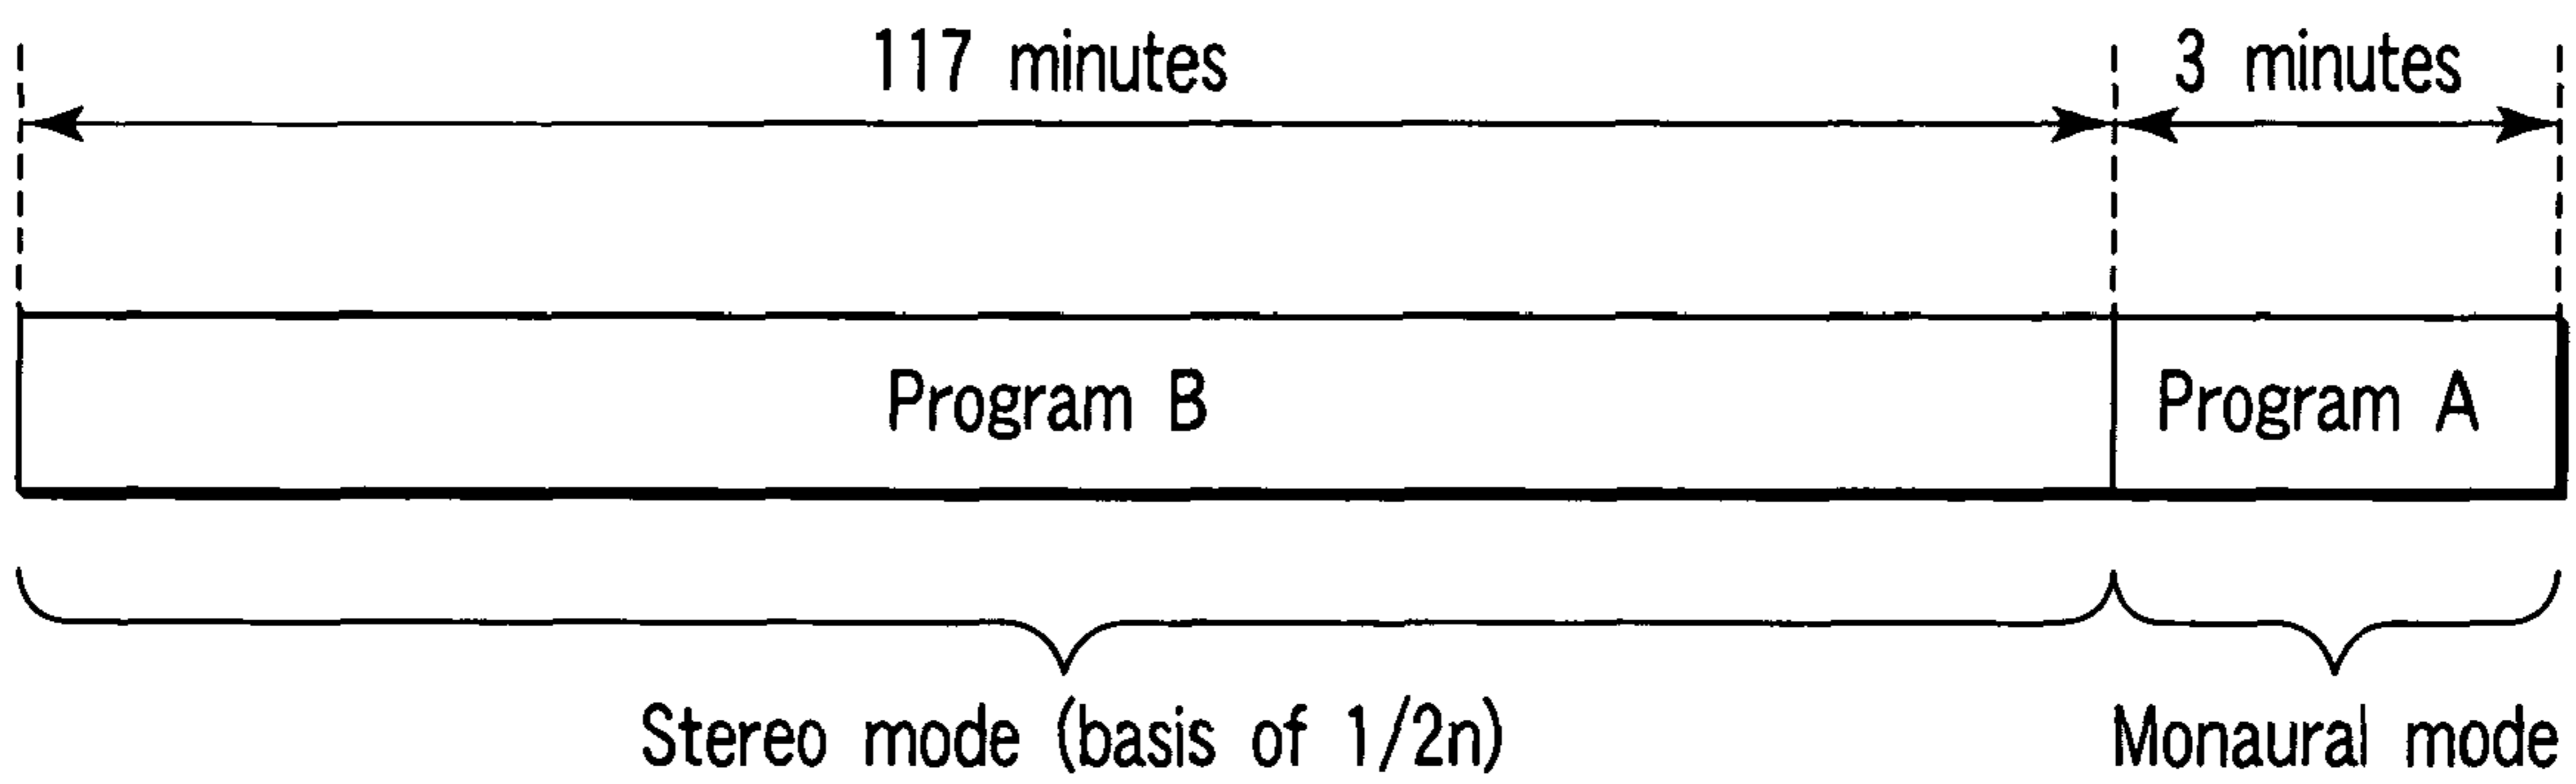 117 minutes
3 minutes
Program B
Program A
Stereo mode (basis of 1/2n)
Monaural mode